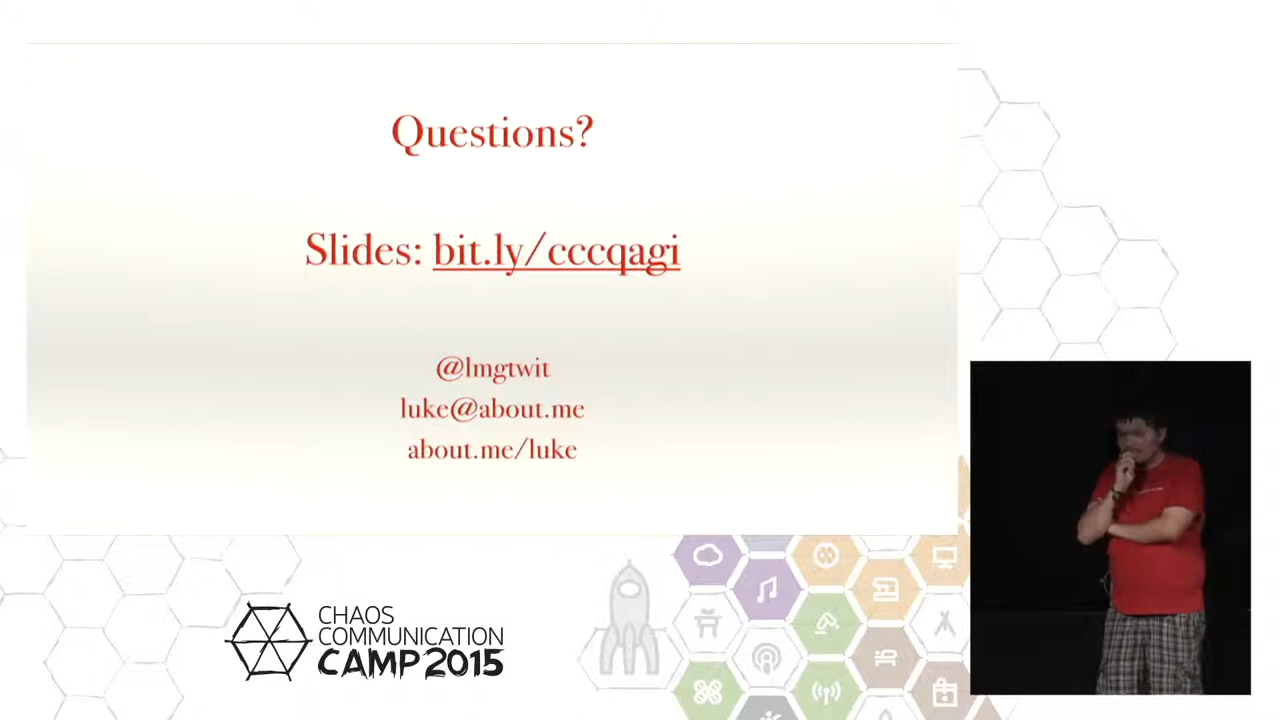 Questions?
Slides: bit.ly/cccqagi
@lmgtwit
luke@about.me
about.me/luke
CHAOS
COMMUNICATION
CAMP 2015